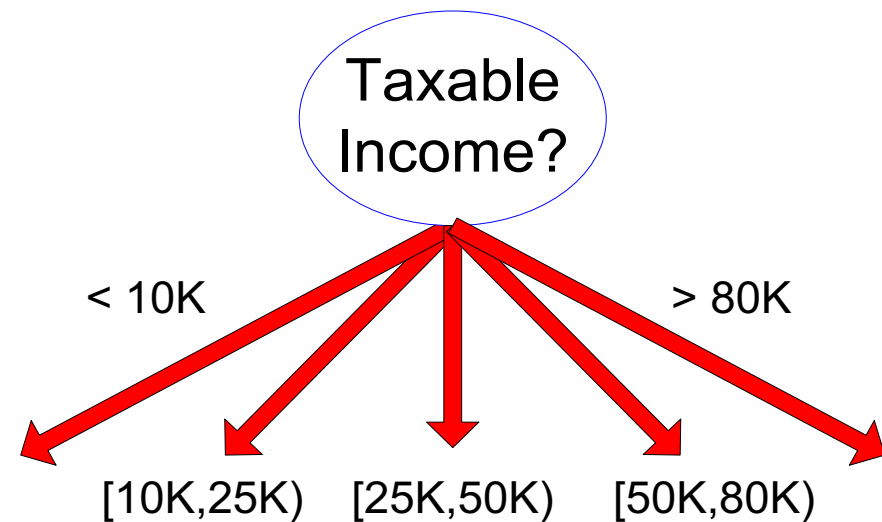 Taxable
Income?
< 10K
> 80K
[10K,25K)
[25K,50K)
[50K,80K)